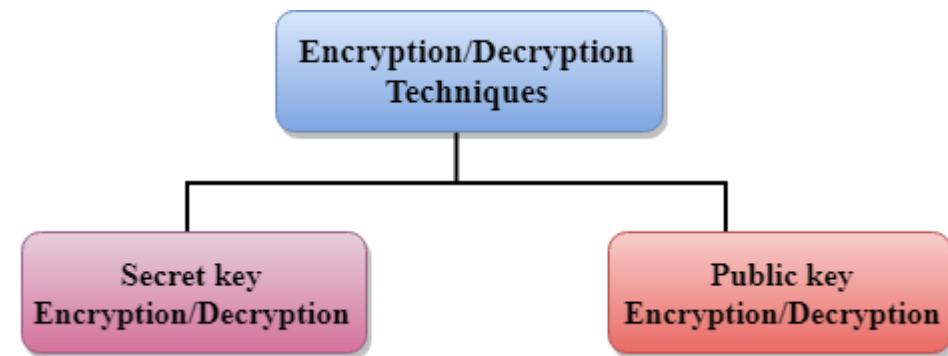 Encryption/Decryption
Techniques
Secret key
Encryption/Decryption
Public key
Encryption/Decryption